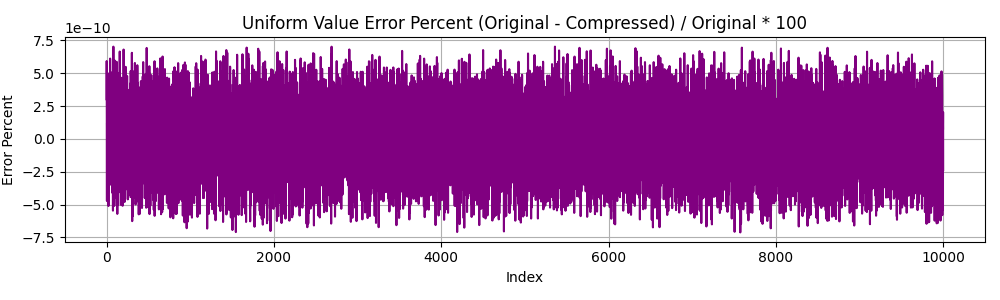 Uniform Value Error Percent (Original - Compressed) / Original * 100
1e−10
7.5
5.0
2.5
0.0
−2.5
−5.0
−7.5
Error Percent
0 2000 4000 6000 8000 10000
Index